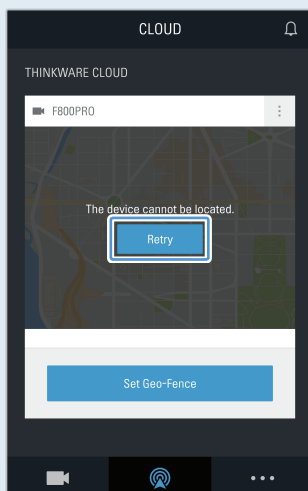 CLOUD
THINKWARE CLOUD
F800PRO
The device cannot be located.
Retry
Set Geo-Fence